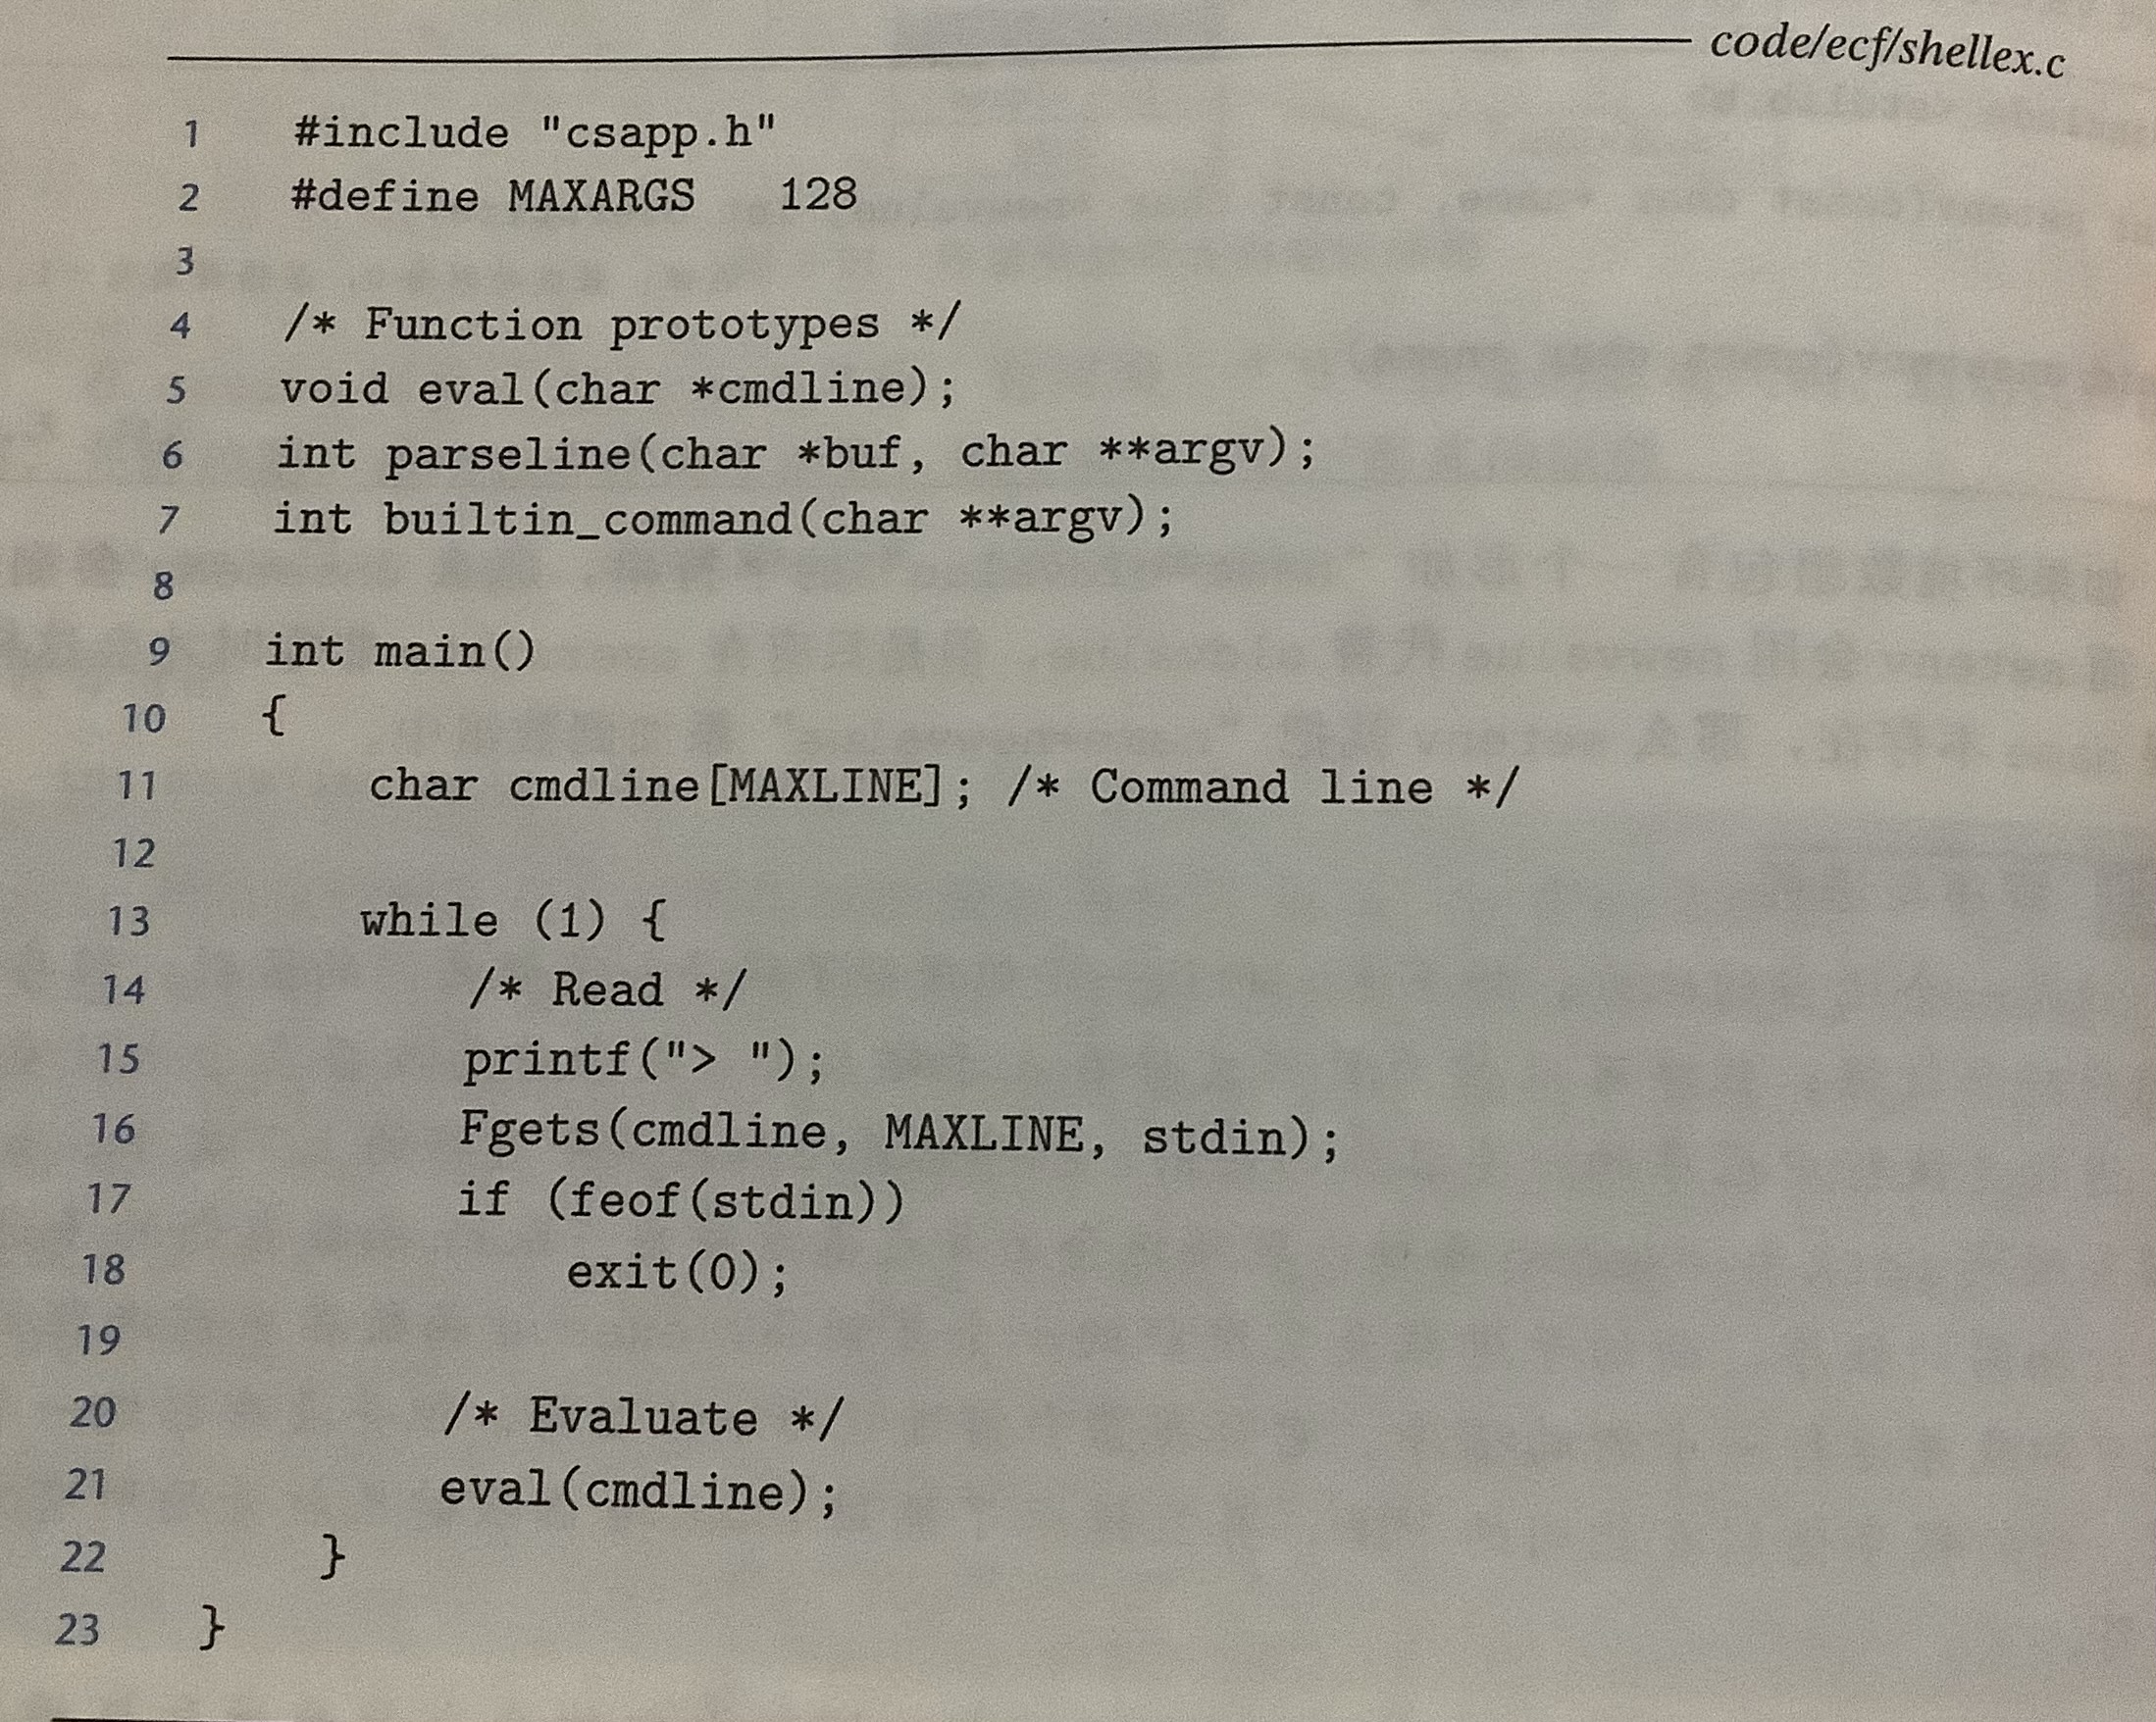 code/ecf/shellex.c
1 #include "csapp.h"
2 #define MAXARGS 128
3
4 /* Function prototypes */
5 void eval(char *cmdline);
6 int parseline(char *buf, char **argv);
7 int builtin_command(char **argv);
8
9 int main()
10 {
11 char cmdline[MAXLINE]; /* Command line */
12
13 while (1) {
14 /* Read */
15 printf("> ");
16 Fgets(cmdline, MAXLINE, stdin);
17 if (feof(stdin))
18 exit(0);
19
20 /* Evaluate */
21 eval(cmdline);
22 }
23 }